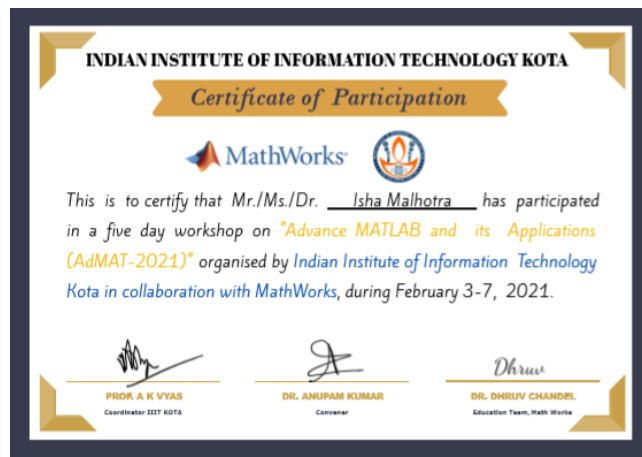 INDIAN INSTITUTE OF INFORMATION TECHNOLOGY KOTA
Certificate of Participation
MathWorks
This is to certify that Mr./Ms./Dr. Isha Malhotra has participated
in a five day workshop on "Advance MATLAB and its Applications
(AdMAT-2021)" organised by Indian Institute of Information Technology
Kota in collaboration with MathWorks, during February 3-7, 2021.
Dhruv
PROF. A K VYAS
DR. ANUPAM KUMAR
DR. DHRUV CHANDEL
Coordinator IIIT KOTA
Convener
Education Team, Math Works